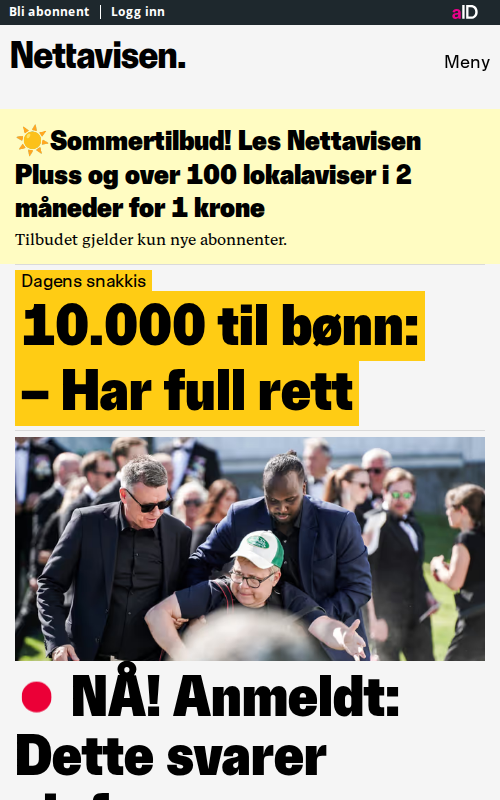 Bli abonnent
Logg inn
aID
Nettavisen.
Meny
Sommertilbud! Les Nettavisen
Pluss og over 100 lokalaviser i 2
måneder for 1 krone
Tilbudet gjelder kun nye abonnenter.
Dagens snakkis
10.000 til bønn:
– Har full rett
NÅ! Anmeldt:
Dette svarer